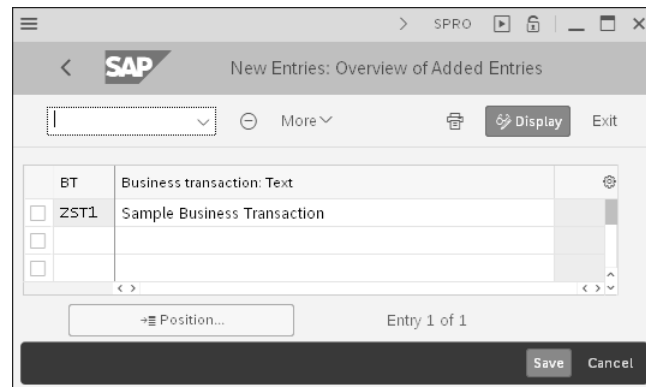 SPRO
SAP New Entries: Overview of Added Entries
More Display Exit
BT Business transaction: Text
ZST1 Sample Business Transaction
Position... Entry 1 of 1
Save Cancel